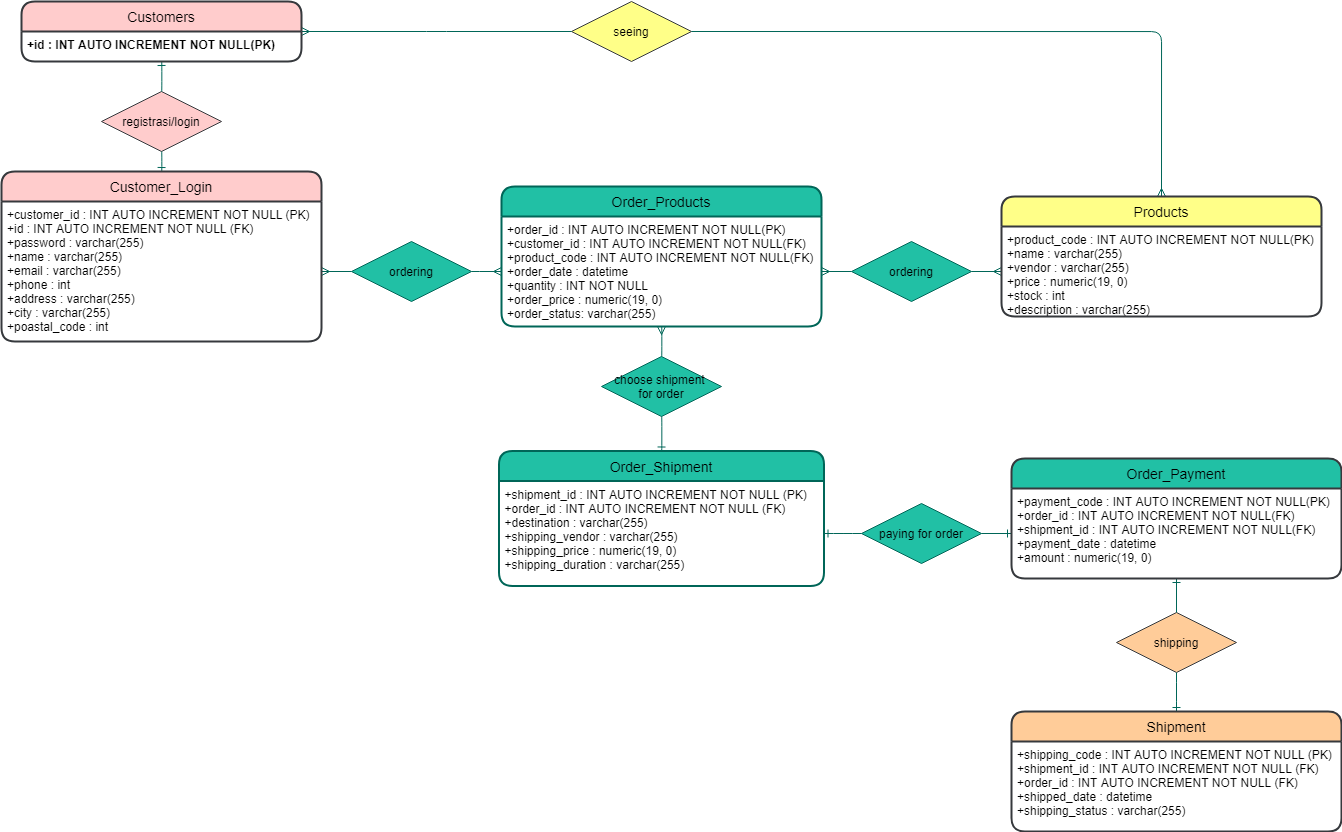 Customers
+id : INT AUTO INCREMENT NOT NULL(PK)
seeing
registrasi/login
Customer_Login
+customer_id : INT AUTO INCREMENT NOT NULL (PK)
+id : INT AUTO INCREMENT NOT NULL (FK)
+password : varchar(255)
+name : varchar(255)
+email : varchar(255)
+phone : int
+address : varchar(255)
+city : varchar(255)
+poastal_code : int
ordering
Order_Products
+order_id : INT AUTO INCREMENT NOT NULL(PK)
+customer_id : INT AUTO INCREMENT NOT NULL(FK)
+product_code : INT AUTO INCREMENT NOT NULL(FK)
+order_date : datetime
+quantity : INT NOT NULL
+order_price : numeric(19, 0)
+order_status: varchar(255)
ordering
Products
+product_code : INT AUTO INCREMENT NOT NULL(PK)
+name : varchar(255)
+vendor : varchar(255)
+price : numeric(19, 0)
+stock : int
+description : varchar(255)
choose shipment
for order
Order_Shipment
+shipment_id : INT AUTO INCREMENT NOT NULL (PK)
+order_id : INT AUTO INCREMENT NOT NULL (FK)
+destination : varchar(255)
+shipping_vendor : varchar(255)
+shipping_price : numeric(19, 0)
+shipping_duration : varchar(255)
paying for order
Order_Payment
+payment_code : INT AUTO INCREMENT NOT NULL(PK)
+order_id : INT AUTO INCREMENT NOT NULL(FK)
+shipment_id : INT AUTO INCREMENT NOT NULL(FK)
+payment_date : datetime
+amount : numeric(19, 0)
shipping
Shipment
+shipping_code : INT AUTO INCREMENT NOT NULL (PK)
+shipment_id : INT AUTO INCREMENT NOT NULL (FK)
+order_id : INT AUTO INCREMENT NOT NULL (FK)
+shipped_date : datetime
+shipping_status : varchar(255)